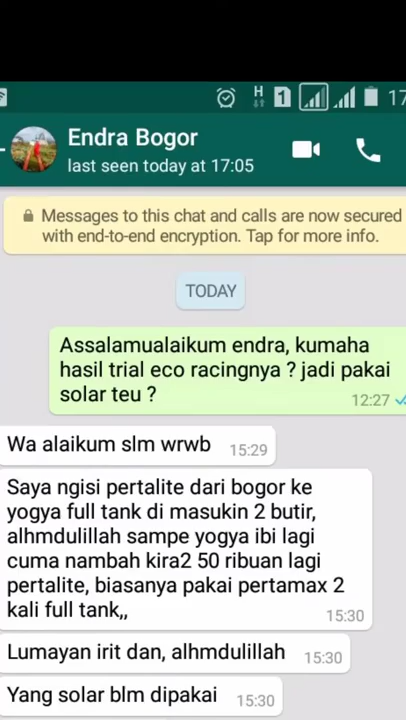 H 1 17
Endra Bogor
last seen today at 17:05
Messages to this chat and calls are now secured
with end-to-end encryption. Tap for more info.
TODAY
Assalamualaikum endra, kumaha
hasil trial eco racingnya ? jadi pakai
solar teu ?
12:27
Wa alaikum slm wrwb
15:29
Saya ngisi pertalite dari bogor ke
yogya full tank di masukin 2 butir,
alhmdulillah sampe yogya ibi lagi
cuma nambah kira2 50 ribuan lagi
pertalite, biasanya pakai pertamax 2
kali full tank,,
15:30
Lumayan irit dan, alhmdulillah
15:30
Yang solar blm dipakai
15:30